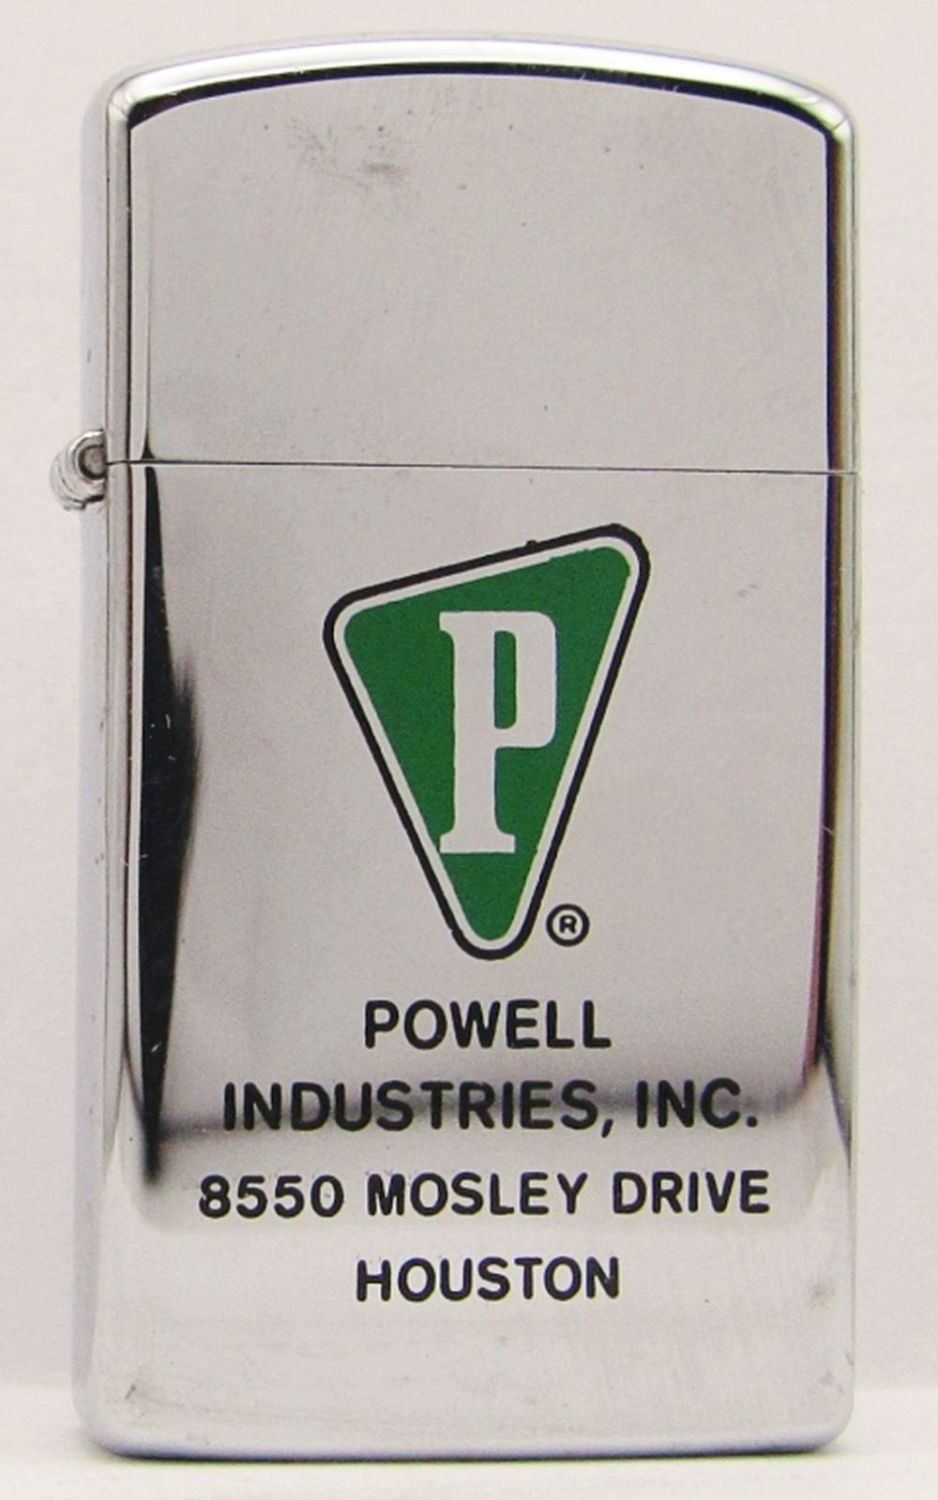 P
®
POWELL
INDUSTRIES, INC.
8550 MOSLEY DRIVE
HOUSTON